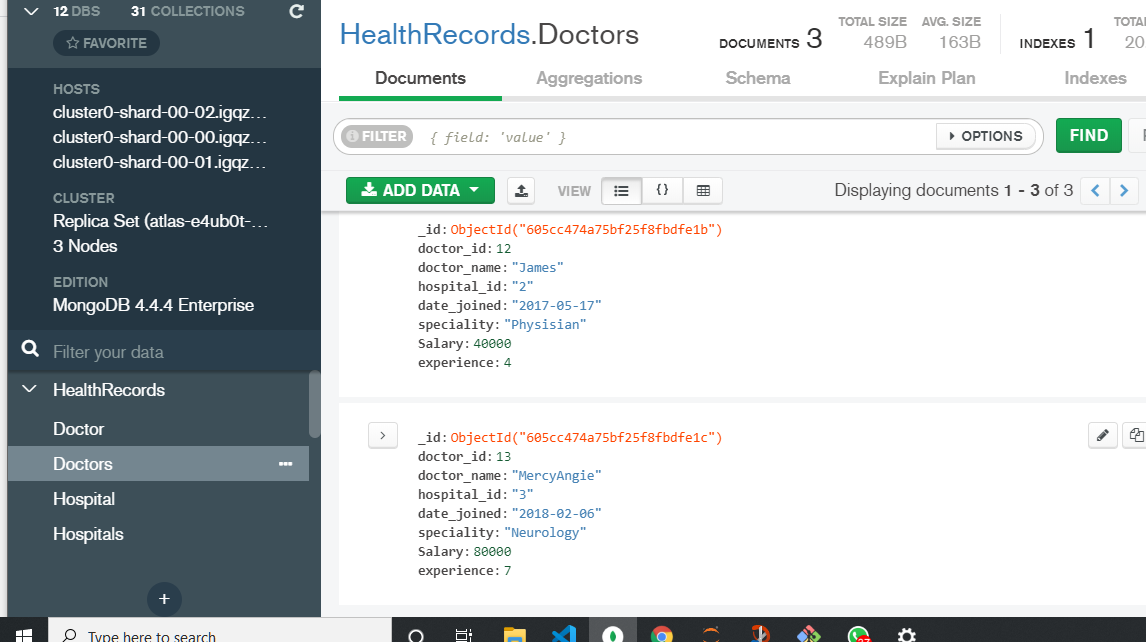 12 DBS 31 COLLECTIONS
FAVORITE
HOSTS
cluster0-shard-00-02.igqz...
cluster0-shard-00-00.igqz...
cluster0-shard-00-01.igqz...
CLUSTER
Replica Set (atlas-e4ub0t-...
3 Nodes
EDITION
MongoDB 4.4.4 Enterprise
Filter your data
HealthRecords
Doctor
Doctors
Hospital
Hospitals
HealthRecords.Doctors
DOCUMENTS 3
TOTAL SIZE
489B
AVG. SIZE
163B
INDEXES 1
Documents Aggregations Schema Explain Plan Indexes
FILTER { field: 'value' } OPTIONS FIND
ADD DATA VIEW {} Displaying documents 1 - 3 of 3
_id: ObjectId("605cc474a75bf25f8fbdfe1b")
doctor_id: 12
doctor_name: "James"
hospital_id: "2"
date_joined: "2017-05-17"
speciality: "Physisian"
Salary: 40000
experience: 4
_id: ObjectId("605cc474a75bf25f8fbdfe1c")
doctor_id: 13
doctor_name: "MercyAngie"
hospital_id: "3"
date_joined: "2018-02-06"
speciality: "Neurology"
Salary: 80000
experience: 7
Type here to search